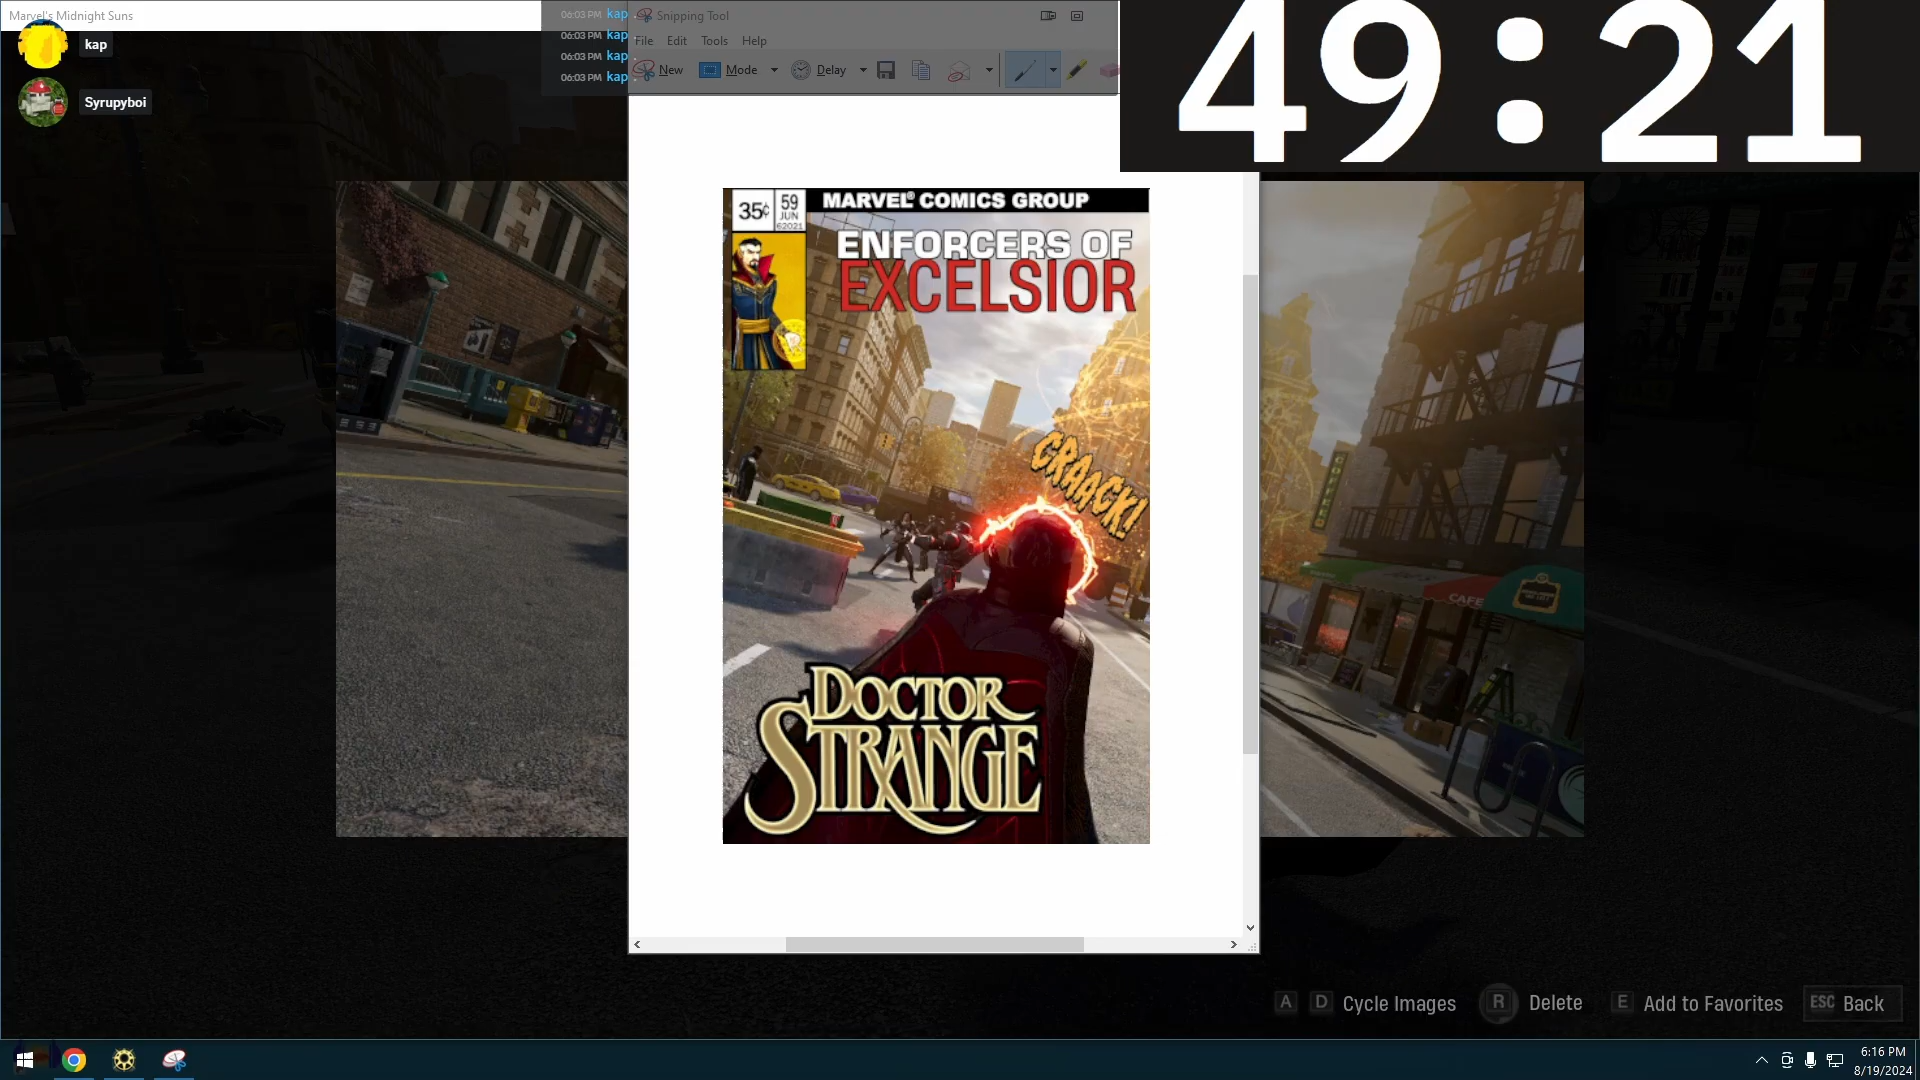 Marvel's Midnight Suns
kap
Syrupyboi
06:03 PM kap
06:03 PM kap
06:03 PM kap
06:03 PM kap
Snipping Tool
File Edit Tools Help
New Mode Delay
49:21
35¢ 59 JUN 62021
MARVEL® COMICS GROUP
ENFORCERS OF
EXCELSIOR
CRAACK!
DOCTOR
STRANGE
COFFEE
CAFE
A D Cycle Images R Delete E Add to Favorites ESC Back
6:16 PM
8/19/2024